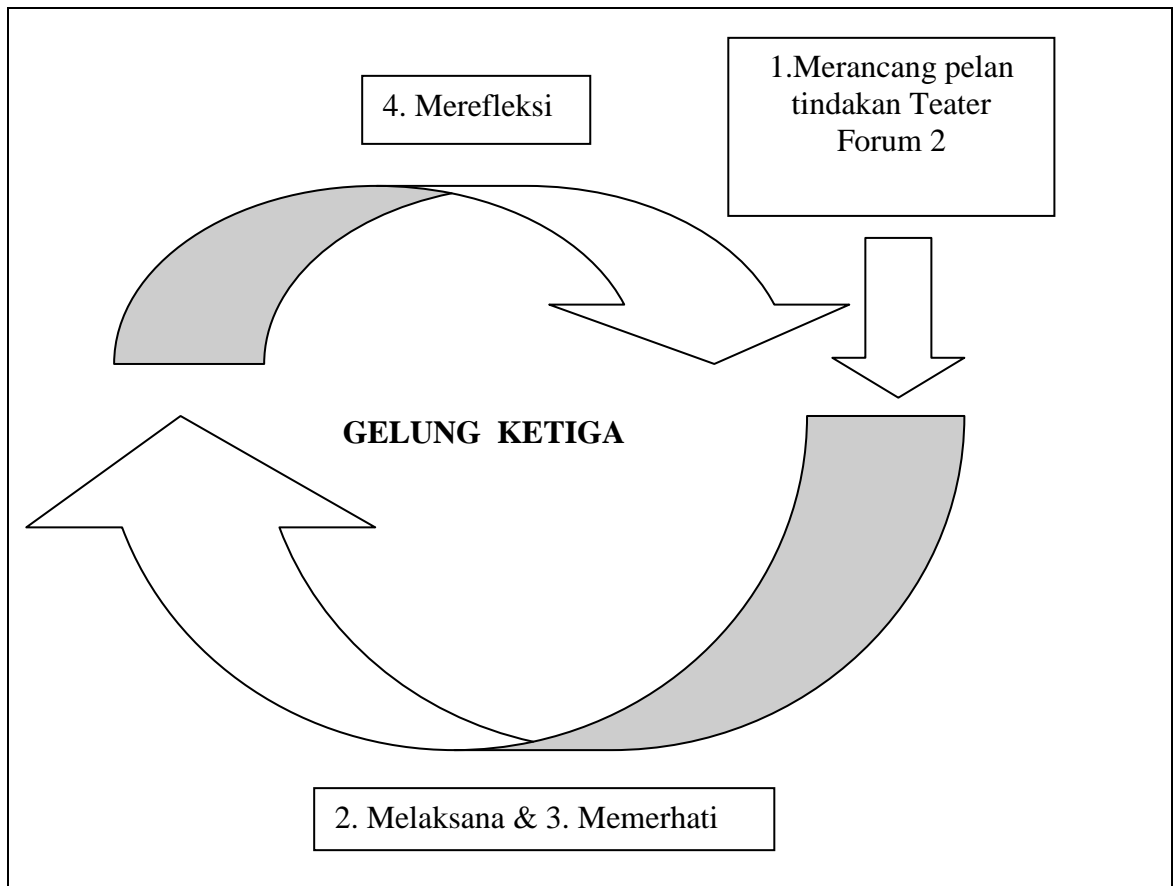 4. Merefleksi
1.Merancang pelan
tindakan Teater
Forum 2
GELUNG KETIGA
2. Melaksana & 3. Memerhati